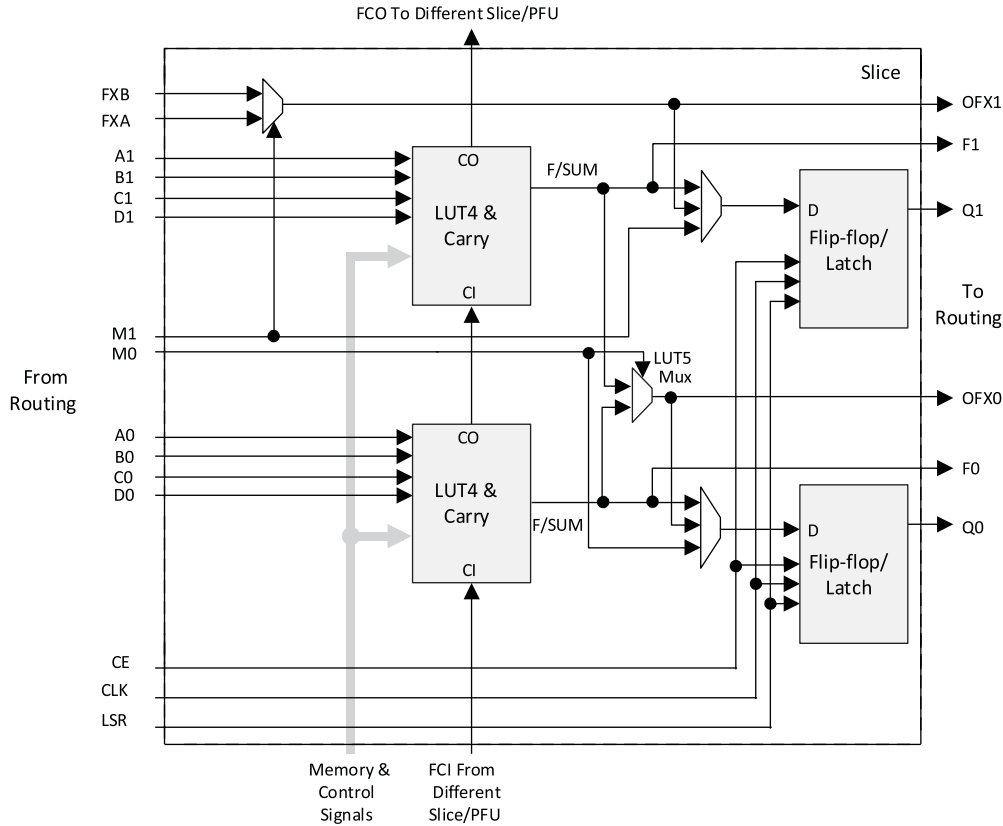 FCO To Different Slice/PFU
Slice
FXB
FXA
OFX1
F1
A1
B1
C1
D1
CO
LUT4 &
Carry
CI
F/SUM
D
Flip-flop/
Latch
Q1
To
Routing
M1
M0
From
Routing
LUT5
Mux
OFX0
A0
B0
C0
D0
CO
LUT4 &
Carry
CI
F/SUM
F0
D
Flip-flop/
Latch
Q0
CE
CLK
LSR
Memory &
Control
Signals
FCI From
Different
Slice/PFU